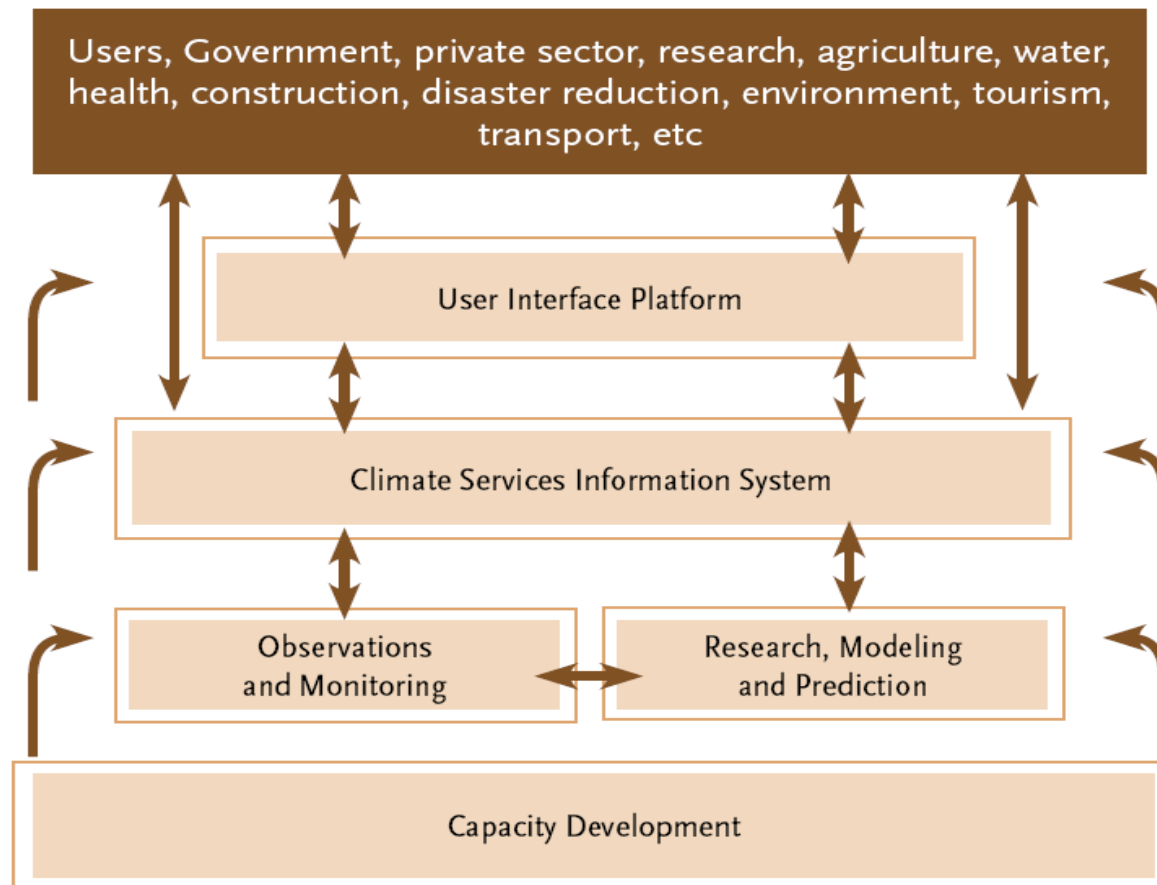 Users, Government, private sector, research, agriculture, water,
health, construction, disaster reduction, environment, tourism,
transport, etc
User Interface Platform
Climate Services Information System
Observations
and Monitoring
Research, Modeling
and Prediction
Capacity Development